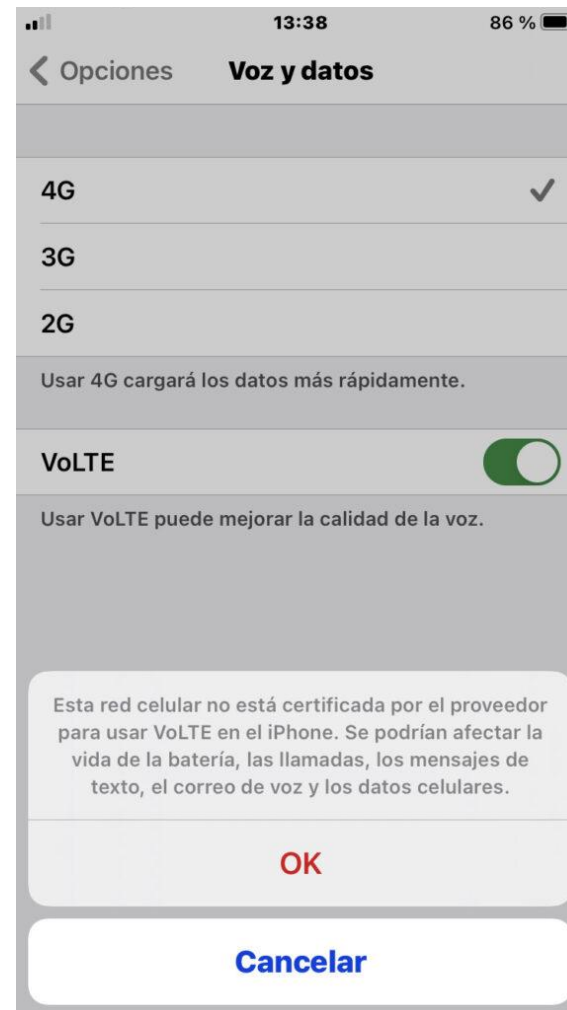 13:38
86 %
Opciones
Voz y datos
4G
3G
2G
Usar 4G cargará los datos más rápidamente.
VoLTE
Usar VoLTE puede mejorar la calidad de la voz.
Esta red celular no está certificada por el proveedor
para usar VoLTE en el iPhone. Se podrían afectar la
vida de la batería, las llamadas, los mensajes de
texto, el correo de voz y los datos celulares.
OK
Cancelar